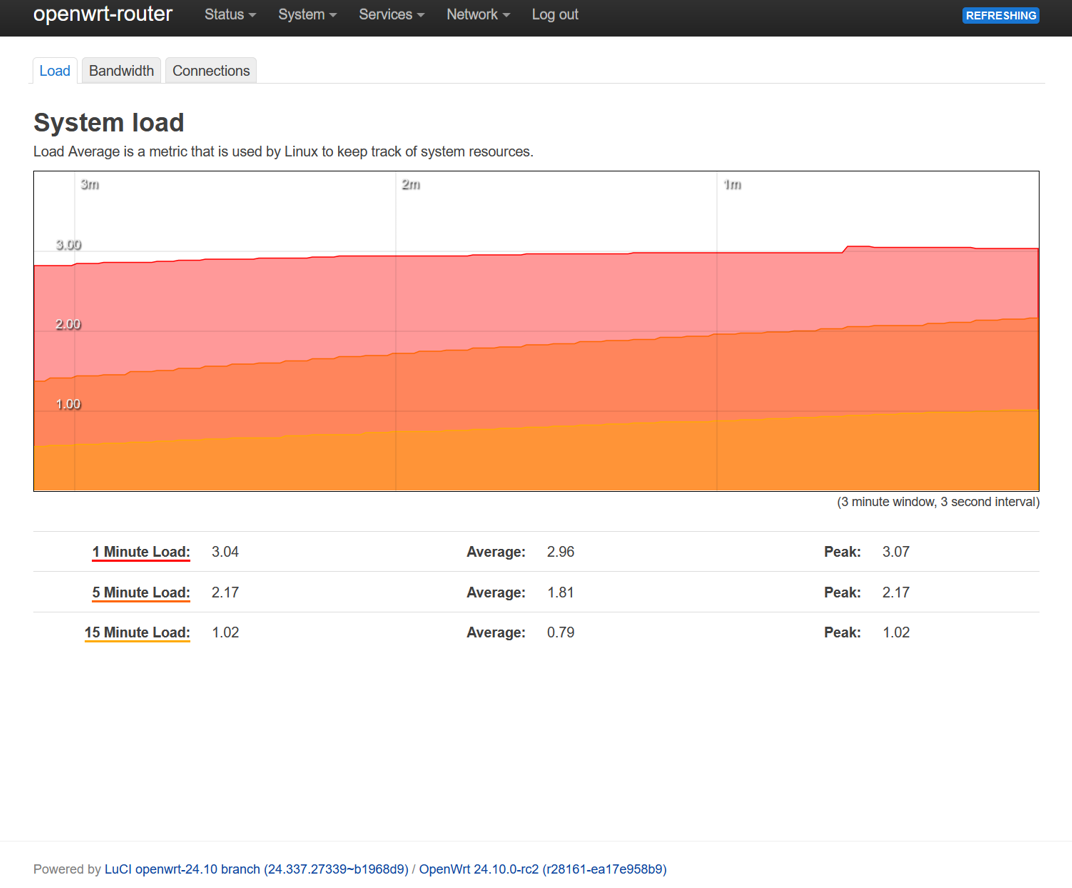 openwrt-router Status System Services Network Log out REFRESHING
Load Bandwidth Connections
System load
Load Average is a metric that is used by Linux to keep track of system resources.
3m 2m 1m
3.00
2.00
1.00
(3 minute window, 3 second interval)
1 Minute Load: 3.04 Average: 2.96 Peak: 3.07
5 Minute Load: 2.17 Average: 1.81 Peak: 2.17
15 Minute Load: 1.02 Average: 0.79 Peak: 1.02
Powered by LuCI openwrt-24.10 branch (24.337.27339~b1968d9) / OpenWrt 24.10.0-rc2 (r28161-ea17e958b9)